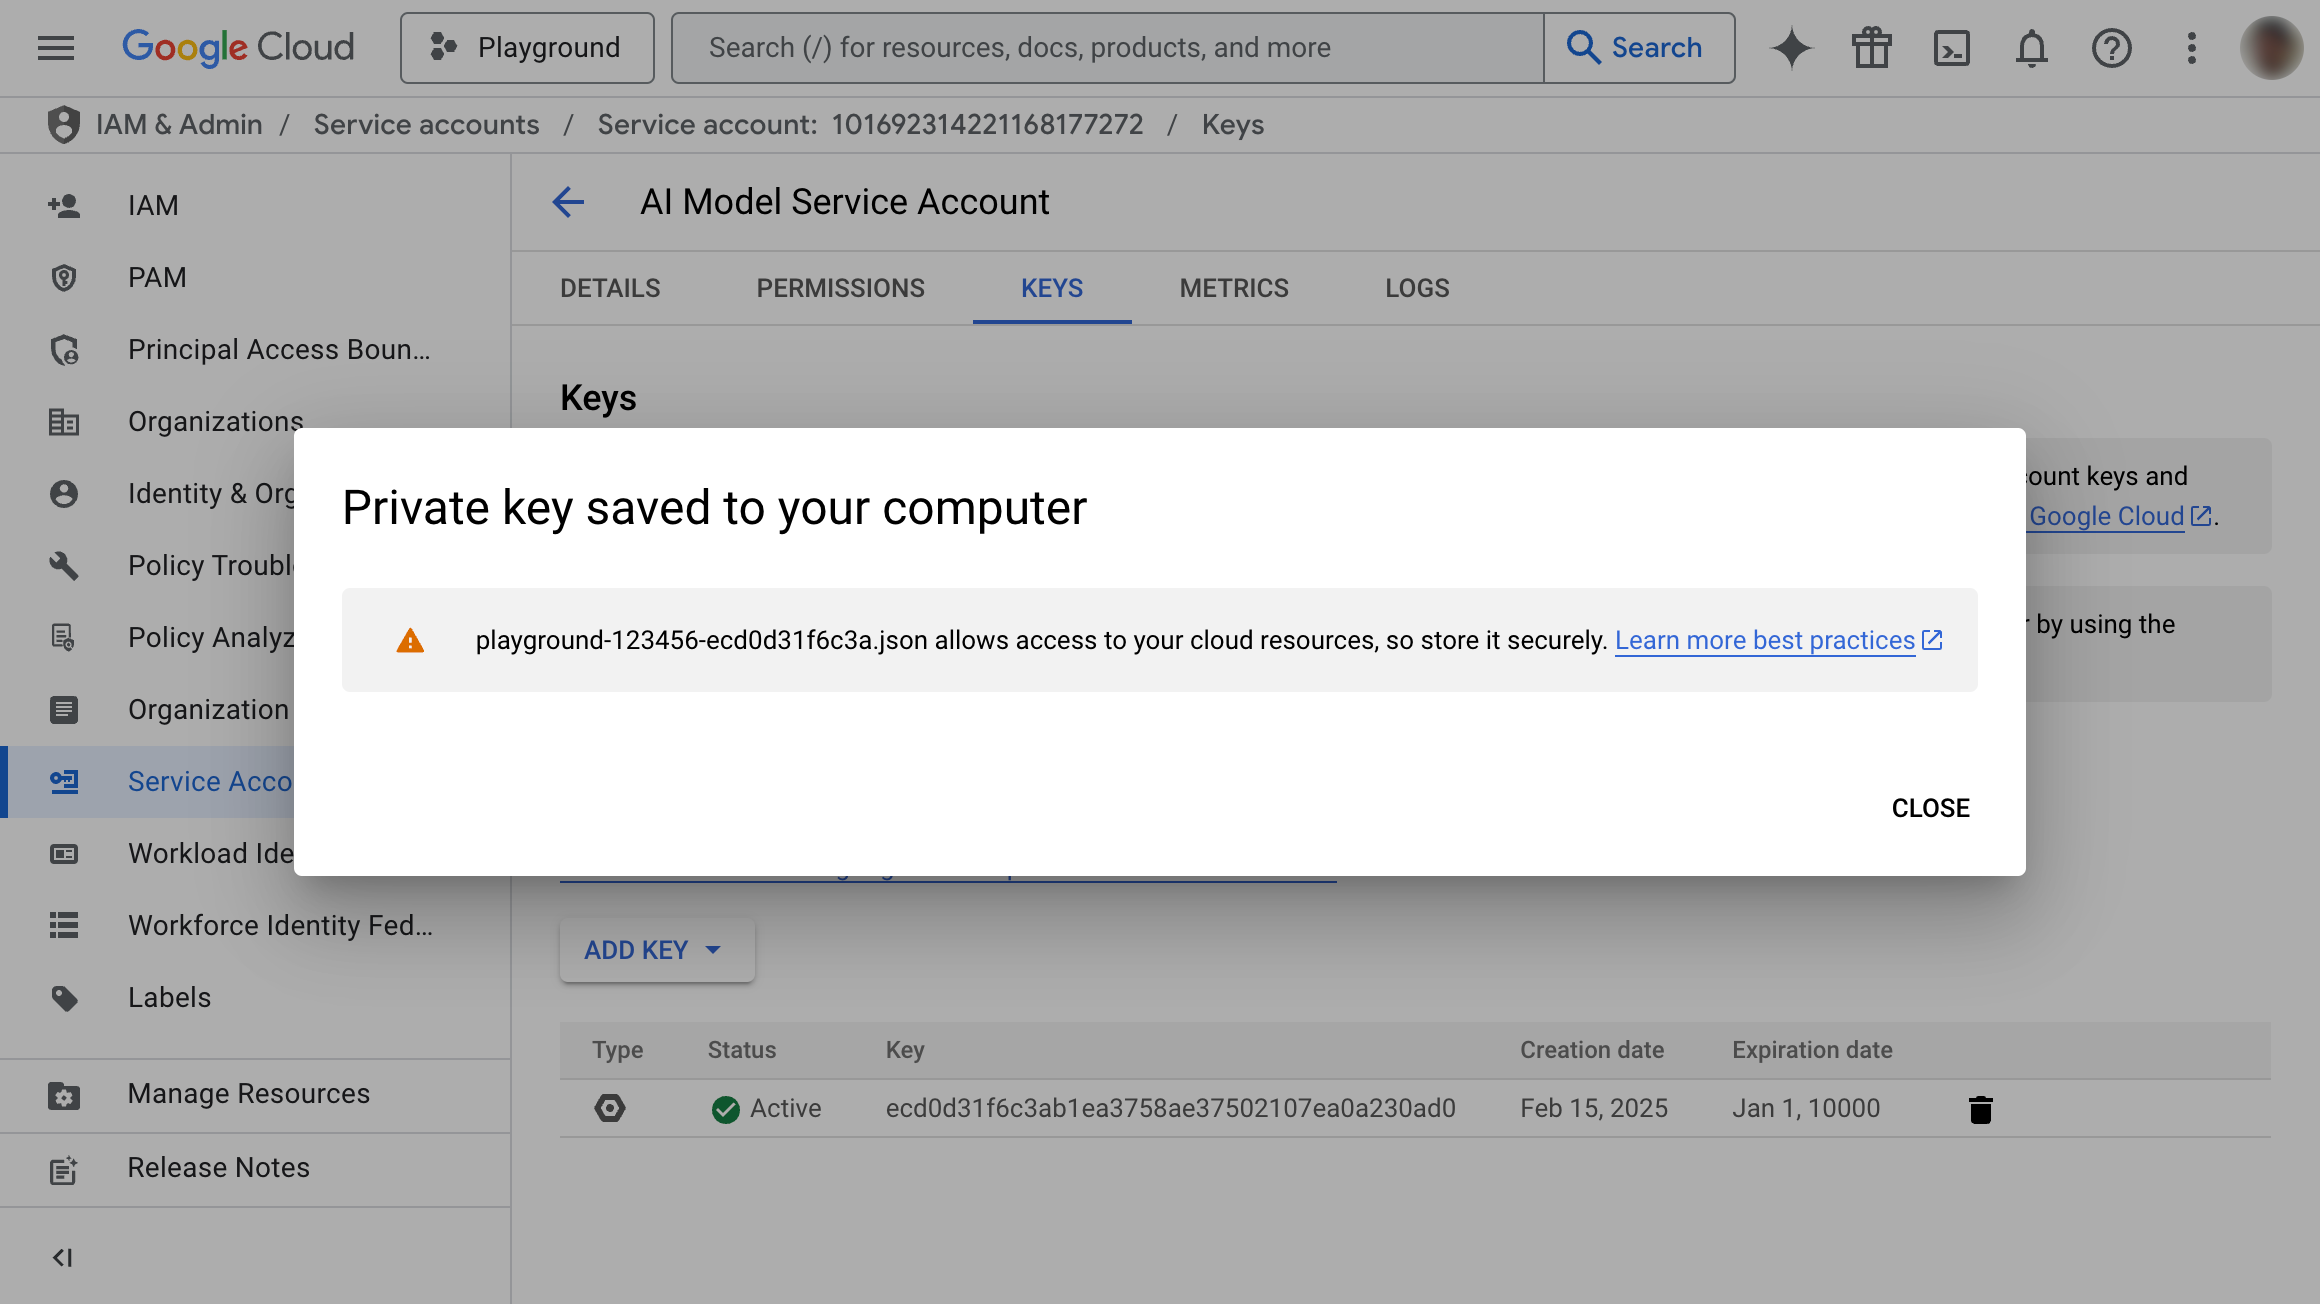 Google Cloud
Playground
Search (/) for resources, docs, products, and more
Search
IAM & Admin / Service accounts / Service account: 101692314221168177272 / Keys
IAM
PAM
Principal Access Boun...
Organizations
Identity & Org
Policy Troubl
Policy Analyz
Organization
Service Acco
Workload Ide
Workforce Identity Fed...
Labels
Manage Resources
Release Notes
AI Model Service Account
DETAILS PERMISSIONS KEYS METRICS LOGS
Keys
count keys and
Google Cloud.
by using the
Private key saved to your computer
playground-123456-ecd0d31f6c3a.json allows access to your cloud resources, so store it securely. Learn more best practices
CLOSE
ADD KEY
Type Status Key Creation date Expiration date
Active ecd0d31f6c3ab1ea3758ae37502107ea0a230ad0 Feb 15, 2025 Jan 1, 10000